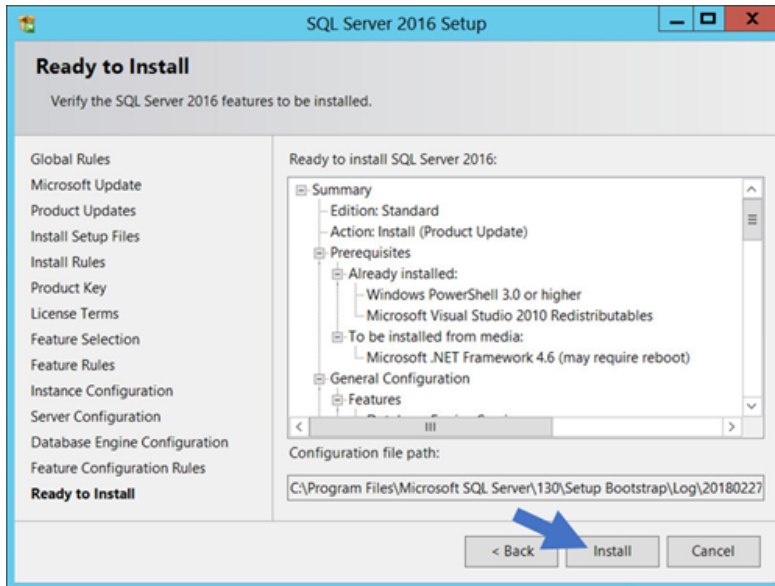 SQL Server 2016 Setup
Ready to Install
Verify the SQL Server 2016 features to be installed.
Global Rules
Microsoft Update
Product Updates
Install Setup Files
Install Rules
Product Key
License Terms
Feature Selection
Feature Rules
Instance Configuration
Server Configuration
Database Engine Configuration
Feature Configuration Rules
Ready to Install
Ready to install SQL Server 2016:
Summary
Edition: Standard
Action: Install (Product Update)
Prerequisites
Already installed:
Windows PowerShell 3.0 or higher
Microsoft Visual Studio 2010 Redistributables
To be installed from media:
Microsoft .NET Framework 4.6 (may require reboot)
General Configuration
Features
Configuration file path:
C:\Program Files\Microsoft SQL Server\130\Setup Bootstrap\Log\20180227
< Back
Install
Cancel